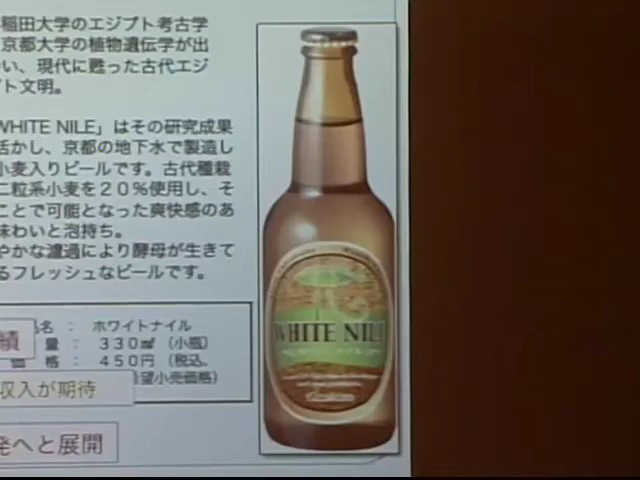 稲田大学のエジプト考古学
京都大学の植物遺伝学が出
い、現代に甦った古代エジ
ト文明。
WHITE NILE」はその研究成果
活かし、京都の地下水で製造し
小麦入りビールです。古代種栽
二粒系小麦を２０％使用し、そ
ことで可能となった爽快感のあ
味わいと泡持ち。
やかな濾過により酵母が生きて
るフレッシュなビールです。
名 ： ホワイトナイル
績
量 ： ３３０㎖ （小瓶）
価 格 ： ４５０円 （税込、
希望小売価格）
収入が期待
発へと展開
WHITE NILE